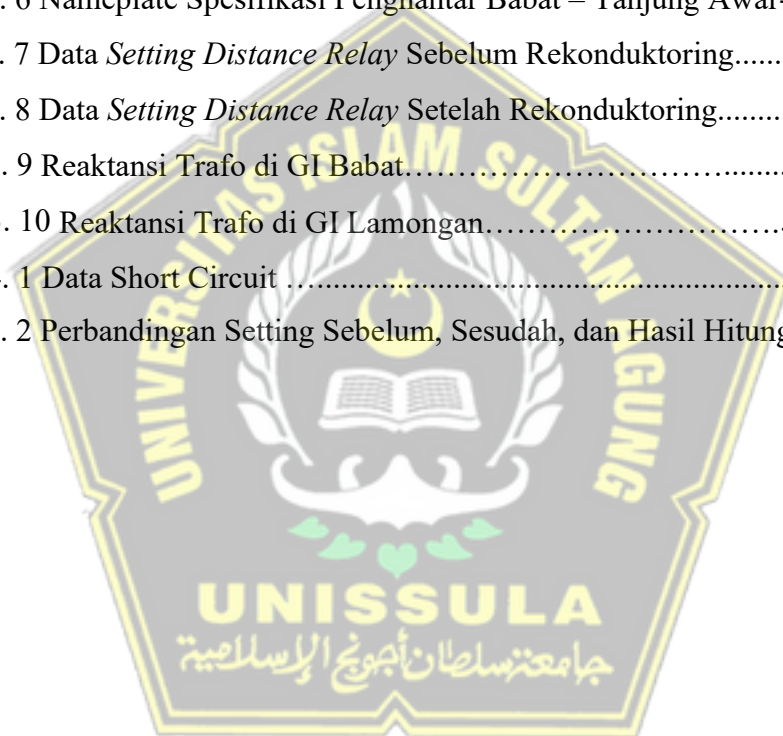 . 6 Nameplate Spesifikasi Penghantar Babat – Tanjung Awar-
. 7 Data Setting Distance Relay Sebelum Rekonduktoring.......
. 8 Data Setting Distance Relay Setelah Rekonduktoring........
. 9 Reaktansi Trafo di GI Babat…………………………........
. 10 Reaktansi Trafo di GI Lamongan………………………..
. 1 Data Short Circuit …...............................................................
. 2 Perbandingan Setting Sebelum, Sesudah, dan Hasil Hitung
UNIVERSITAS ISLAM SULTAN AGUNG
UNISSULA
جامعتنسلطان أجونج الإسلامية